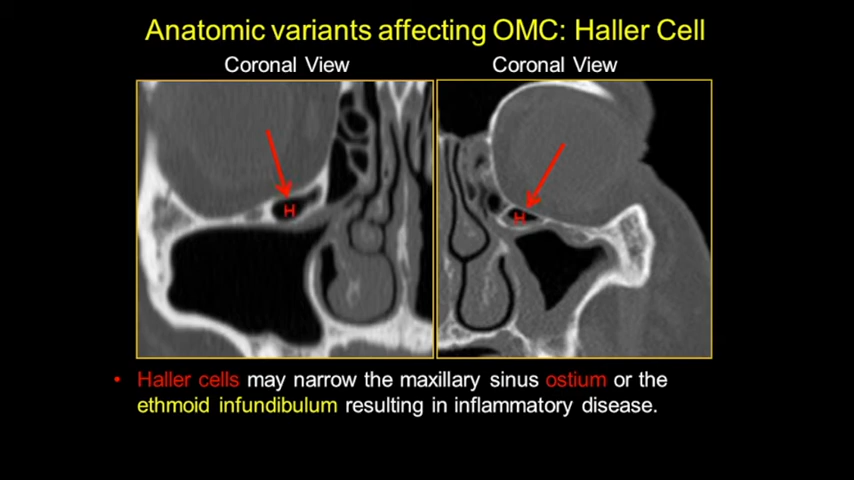 Anatomic variants affecting OMC: Haller Cell
Coronal View
Coronal View
H
H
• Haller cells may narrow the maxillary sinus ostium or the
ethmoid infundibulum resulting in inflammatory disease.